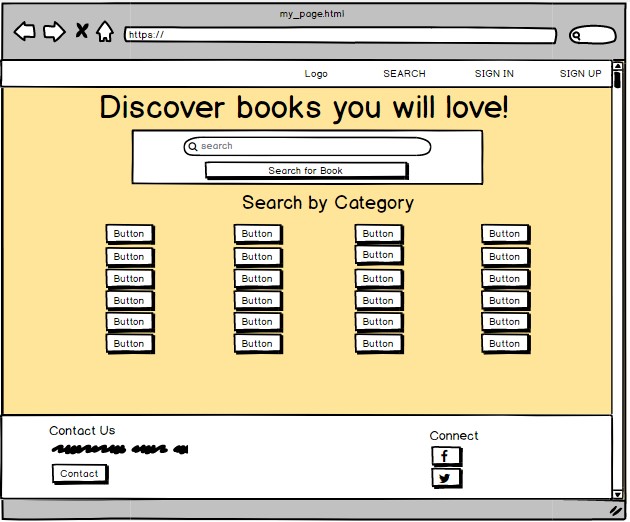 my_page.html
https://
Logo SEARCH SIGN IN SIGN UP
Discover books you will love!
search
Search for Book
Search by Category
Button Button Button Button
Button Button Button Button
Button Button Button Button
Button Button Button Button
Button Button Button Button
Button Button Button Button
Contact Us
Connect
Contact